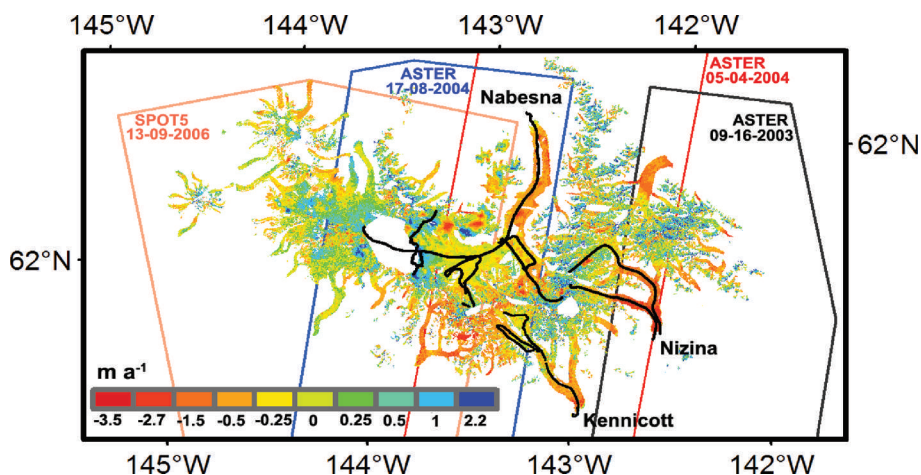 145°W 144°W 143°W 142°W
ASTER
05-04-2004
ASTER
17-08-2004
Nabesna
SPOT5
13-09-2006
ASTER
09-16-2003
62°N
62°N
Nizina
m a-1
-3.5 -2.7 -1.5 -0.5 -0.25 0 0.25 0.5 1 2.2
Kennicott
145°W 144°W 143°W 142°W